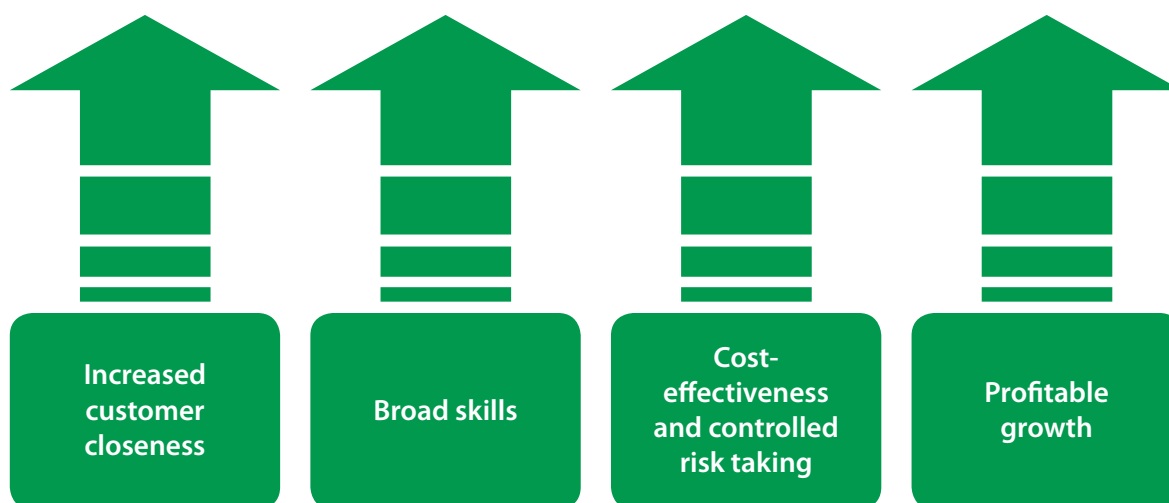 Increased
customer
closeness
Broad skills
Cost-
effectiveness
and controlled
risk taking
Profitable
growth